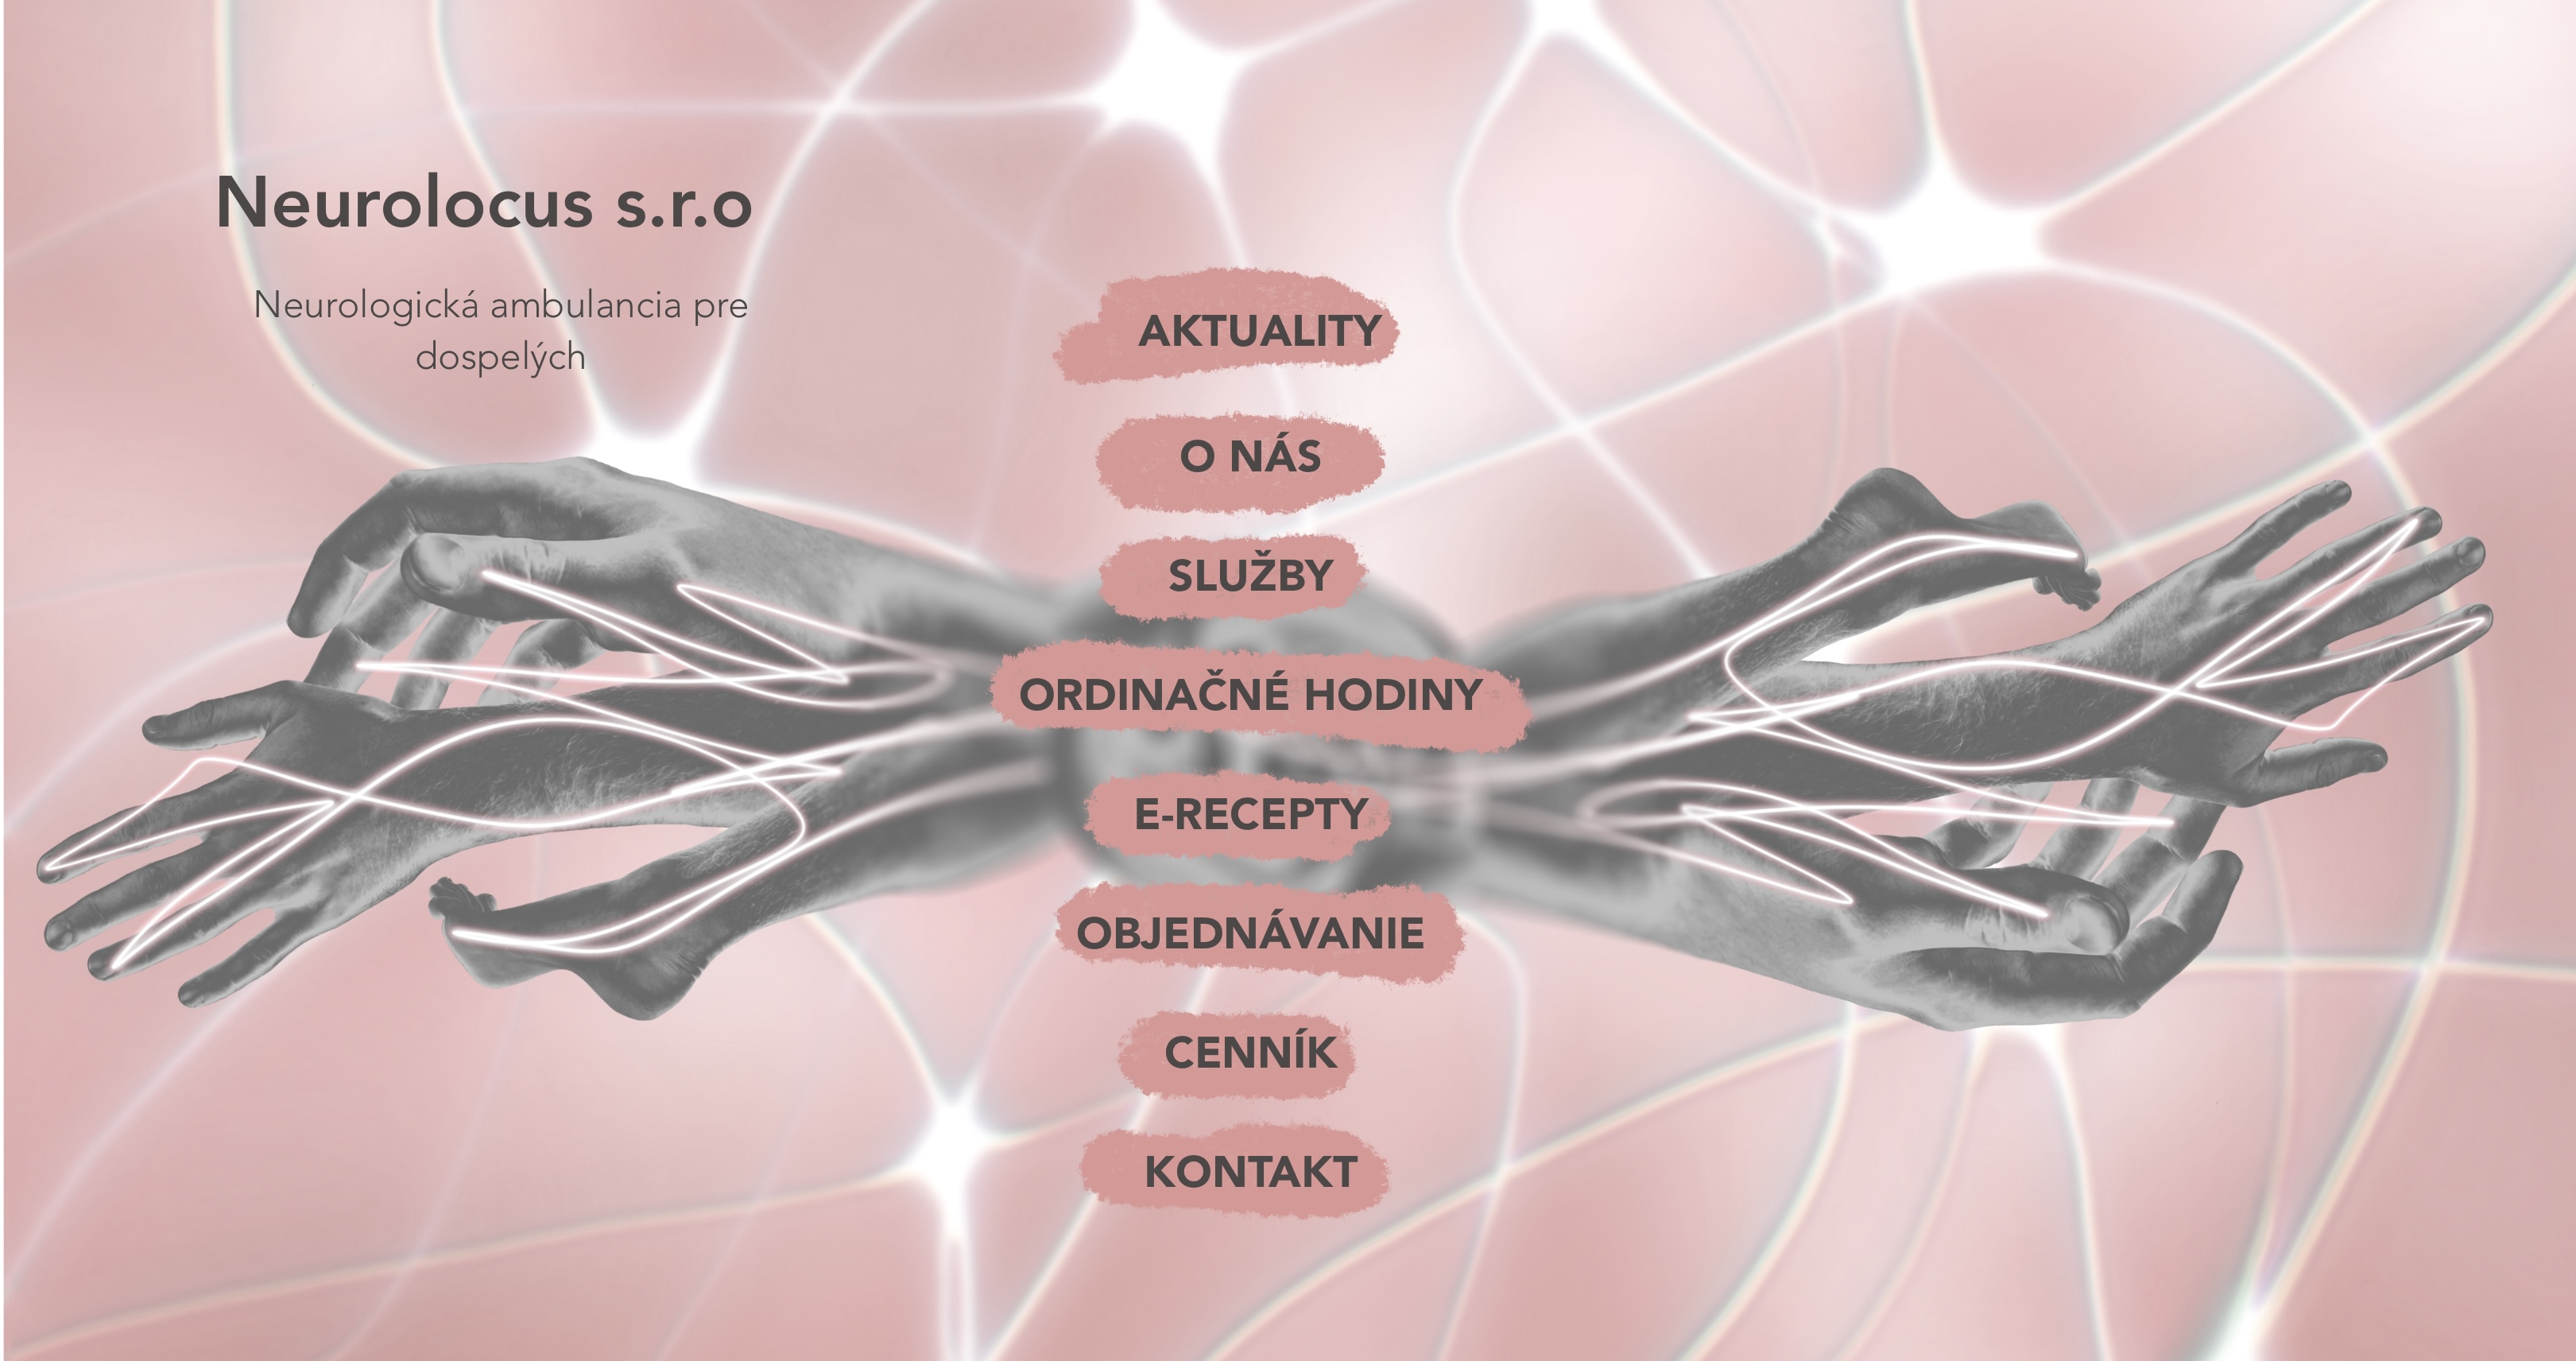 Neurolocus s.r.o
Neurologická ambulancia pre
dospelých
AKTUALITY
O NÁS
SLUŽBY
ORDINAČNÉ HODINY
E-RECEPTY
OBJEDNÁVANIE
CENNÍK
KONTAKT